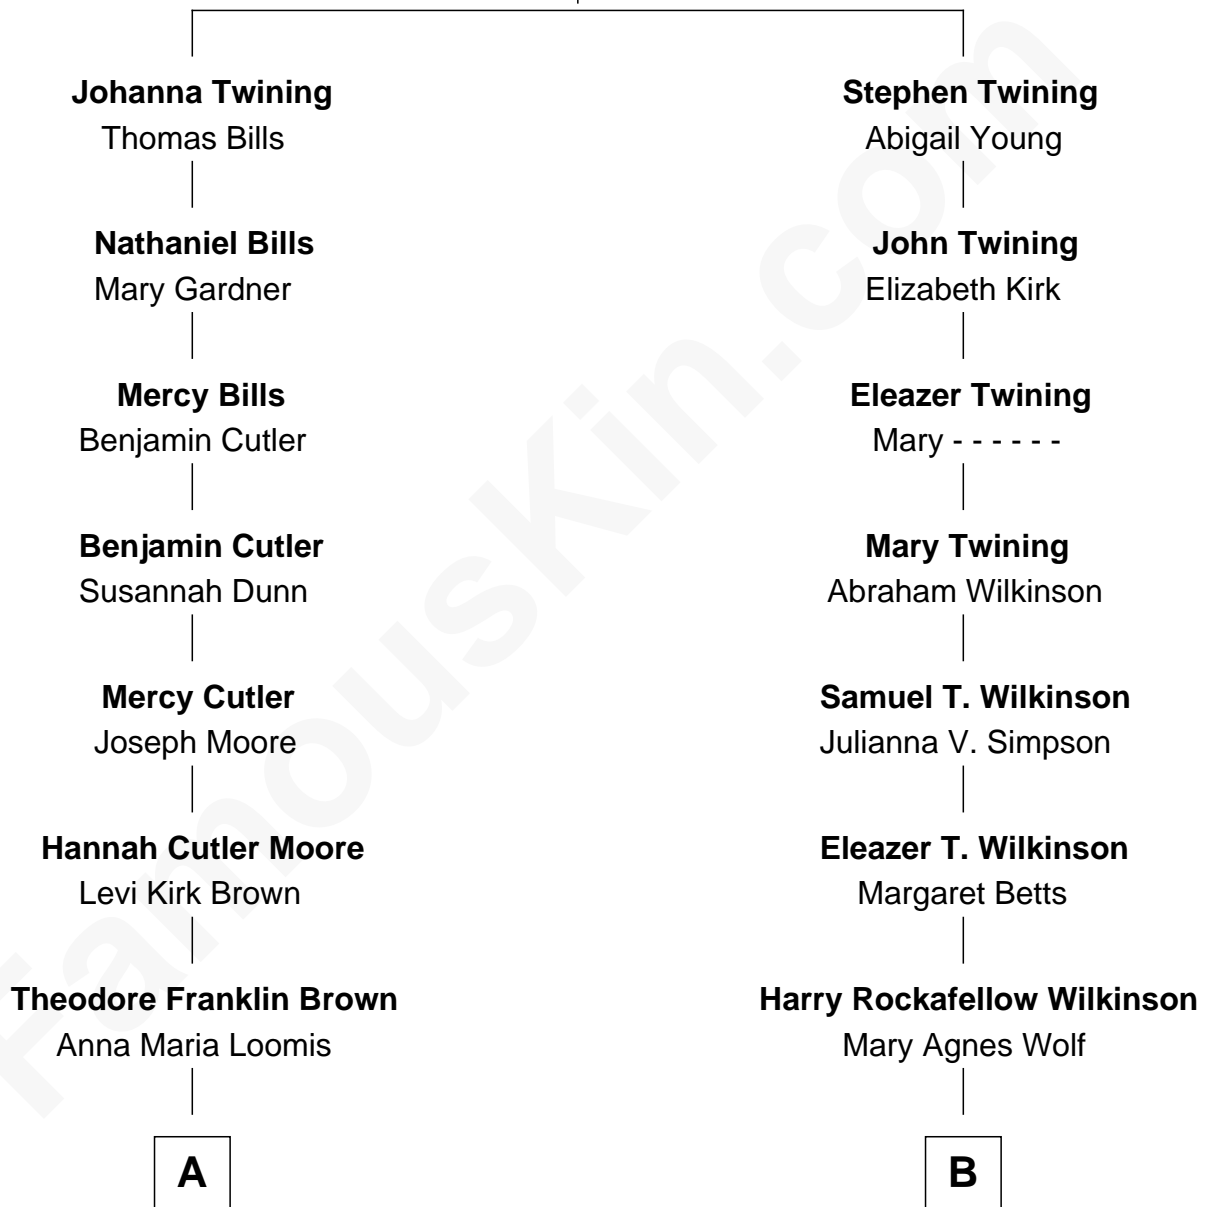 Johanna Twining
Thomas Bills
Nathaniel Bills
Mary Gardner
Mercy Bills
Benjamin Cutler
Benjamin Cutler
Susannah Dunn
Mercy Cutler
Joseph Moore
Hannah Cutler Moore
Levi Kirk Brown
Theodore Franklin Brown
Anna Maria Loomis
A
Stephen Twining
Abigail Young
John Twining
Elizabeth Kirk
Eleazer Twining
Mary - - - - - -
Mary Twining
Abraham Wilkinson
Samuel T. Wilkinson
Julianna V. Simpson
Eleazer T. Wilkinson
Margaret Betts
Harry Rockafellow Wilkinson
Mary Agnes Wolf
B
FamousKin.com